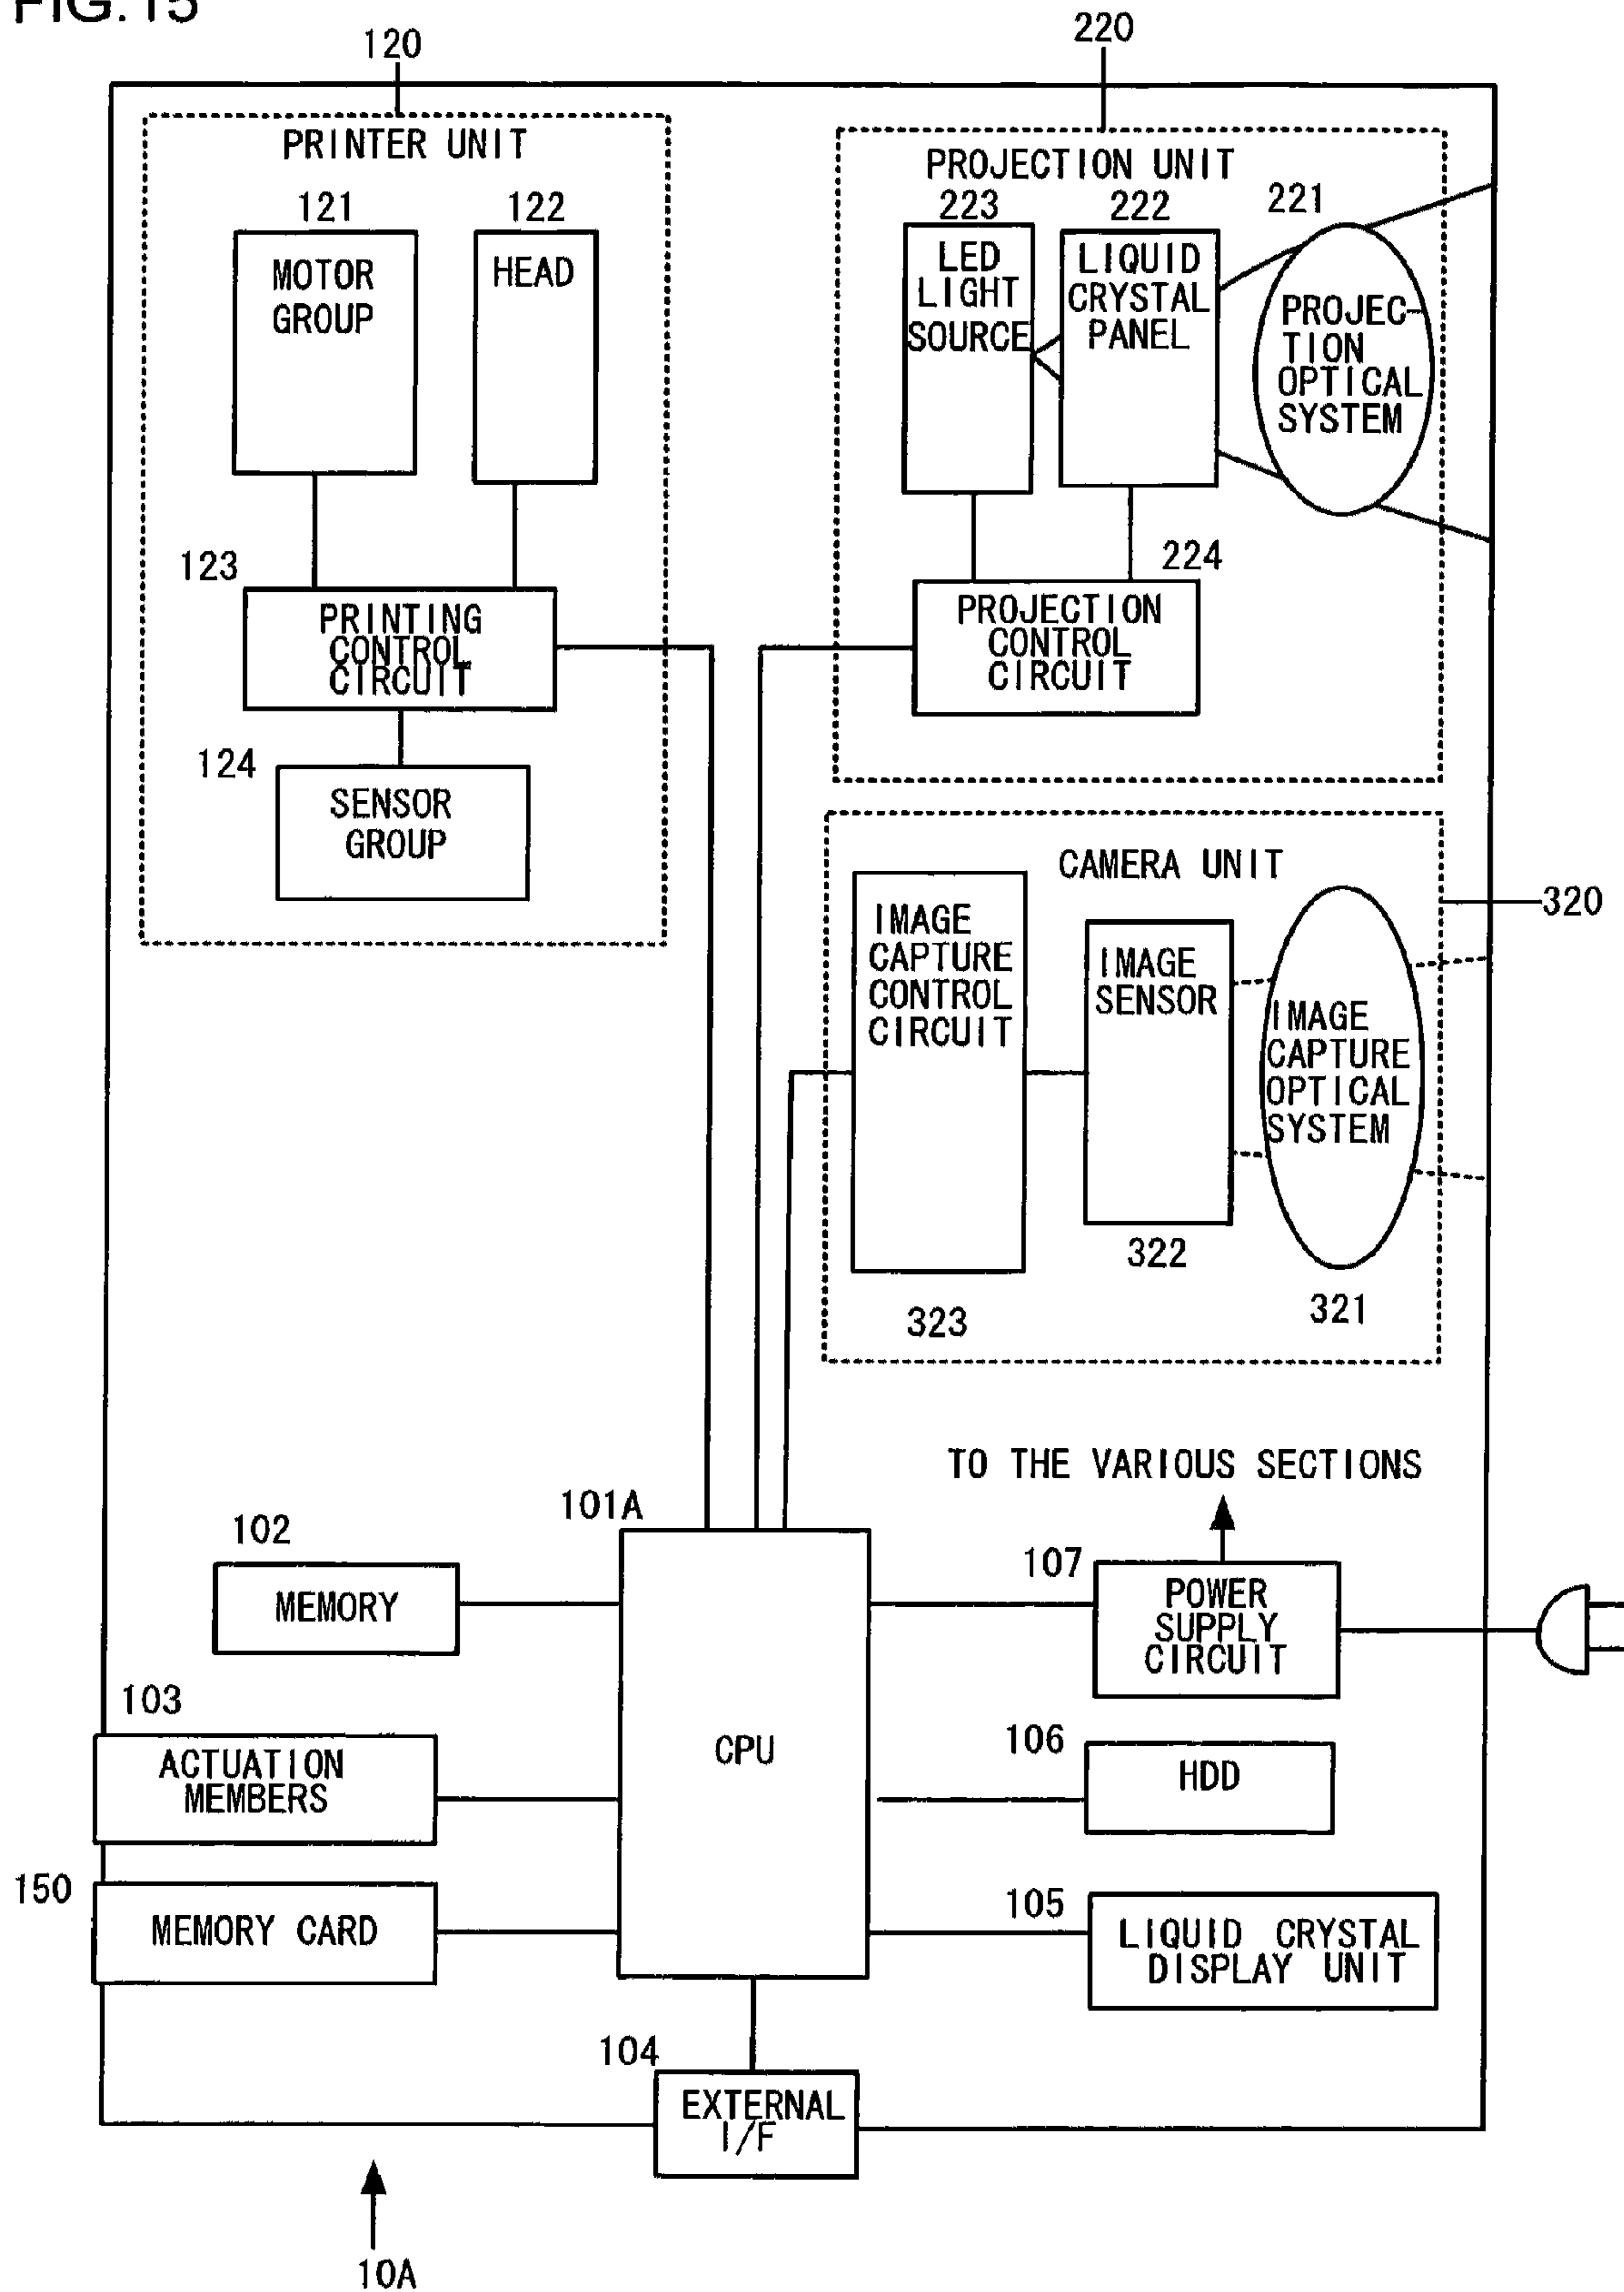 FIG.15
120
220
PRINTER UNIT
121
122
MOTOR
GROUP
HEAD
123
PRINTING
CONTROL
CIRCUIT
124
SENSOR
GROUP
PROJECTION UNIT
223
222
221
LED
LIGHT
SOURCE
LIQUID
CRYSTAL
PANEL
PROJEC-
TION
OPTICAL
SYSTEM
224
PROJECTION
CONTROL
CIRCUIT
CAMERA UNIT
320
IMAGE
CAPTURE
CONTROL
CIRCUIT
IMAGE
SENSOR
IMAGE
CAPTURE
OPTICAL
SYSTEM
322
321
323
TO THE VARIOUS SECTIONS
101A
102
MEMORY
107
POWER
SUPPLY
CIRCUIT
103
ACTUATION
MEMBERS
CPU
106
HDD
150
MEMORY CARD
105
LIQUID CRYSTAL
DISPLAY UNIT
104
EXTERNAL
I/F
10A